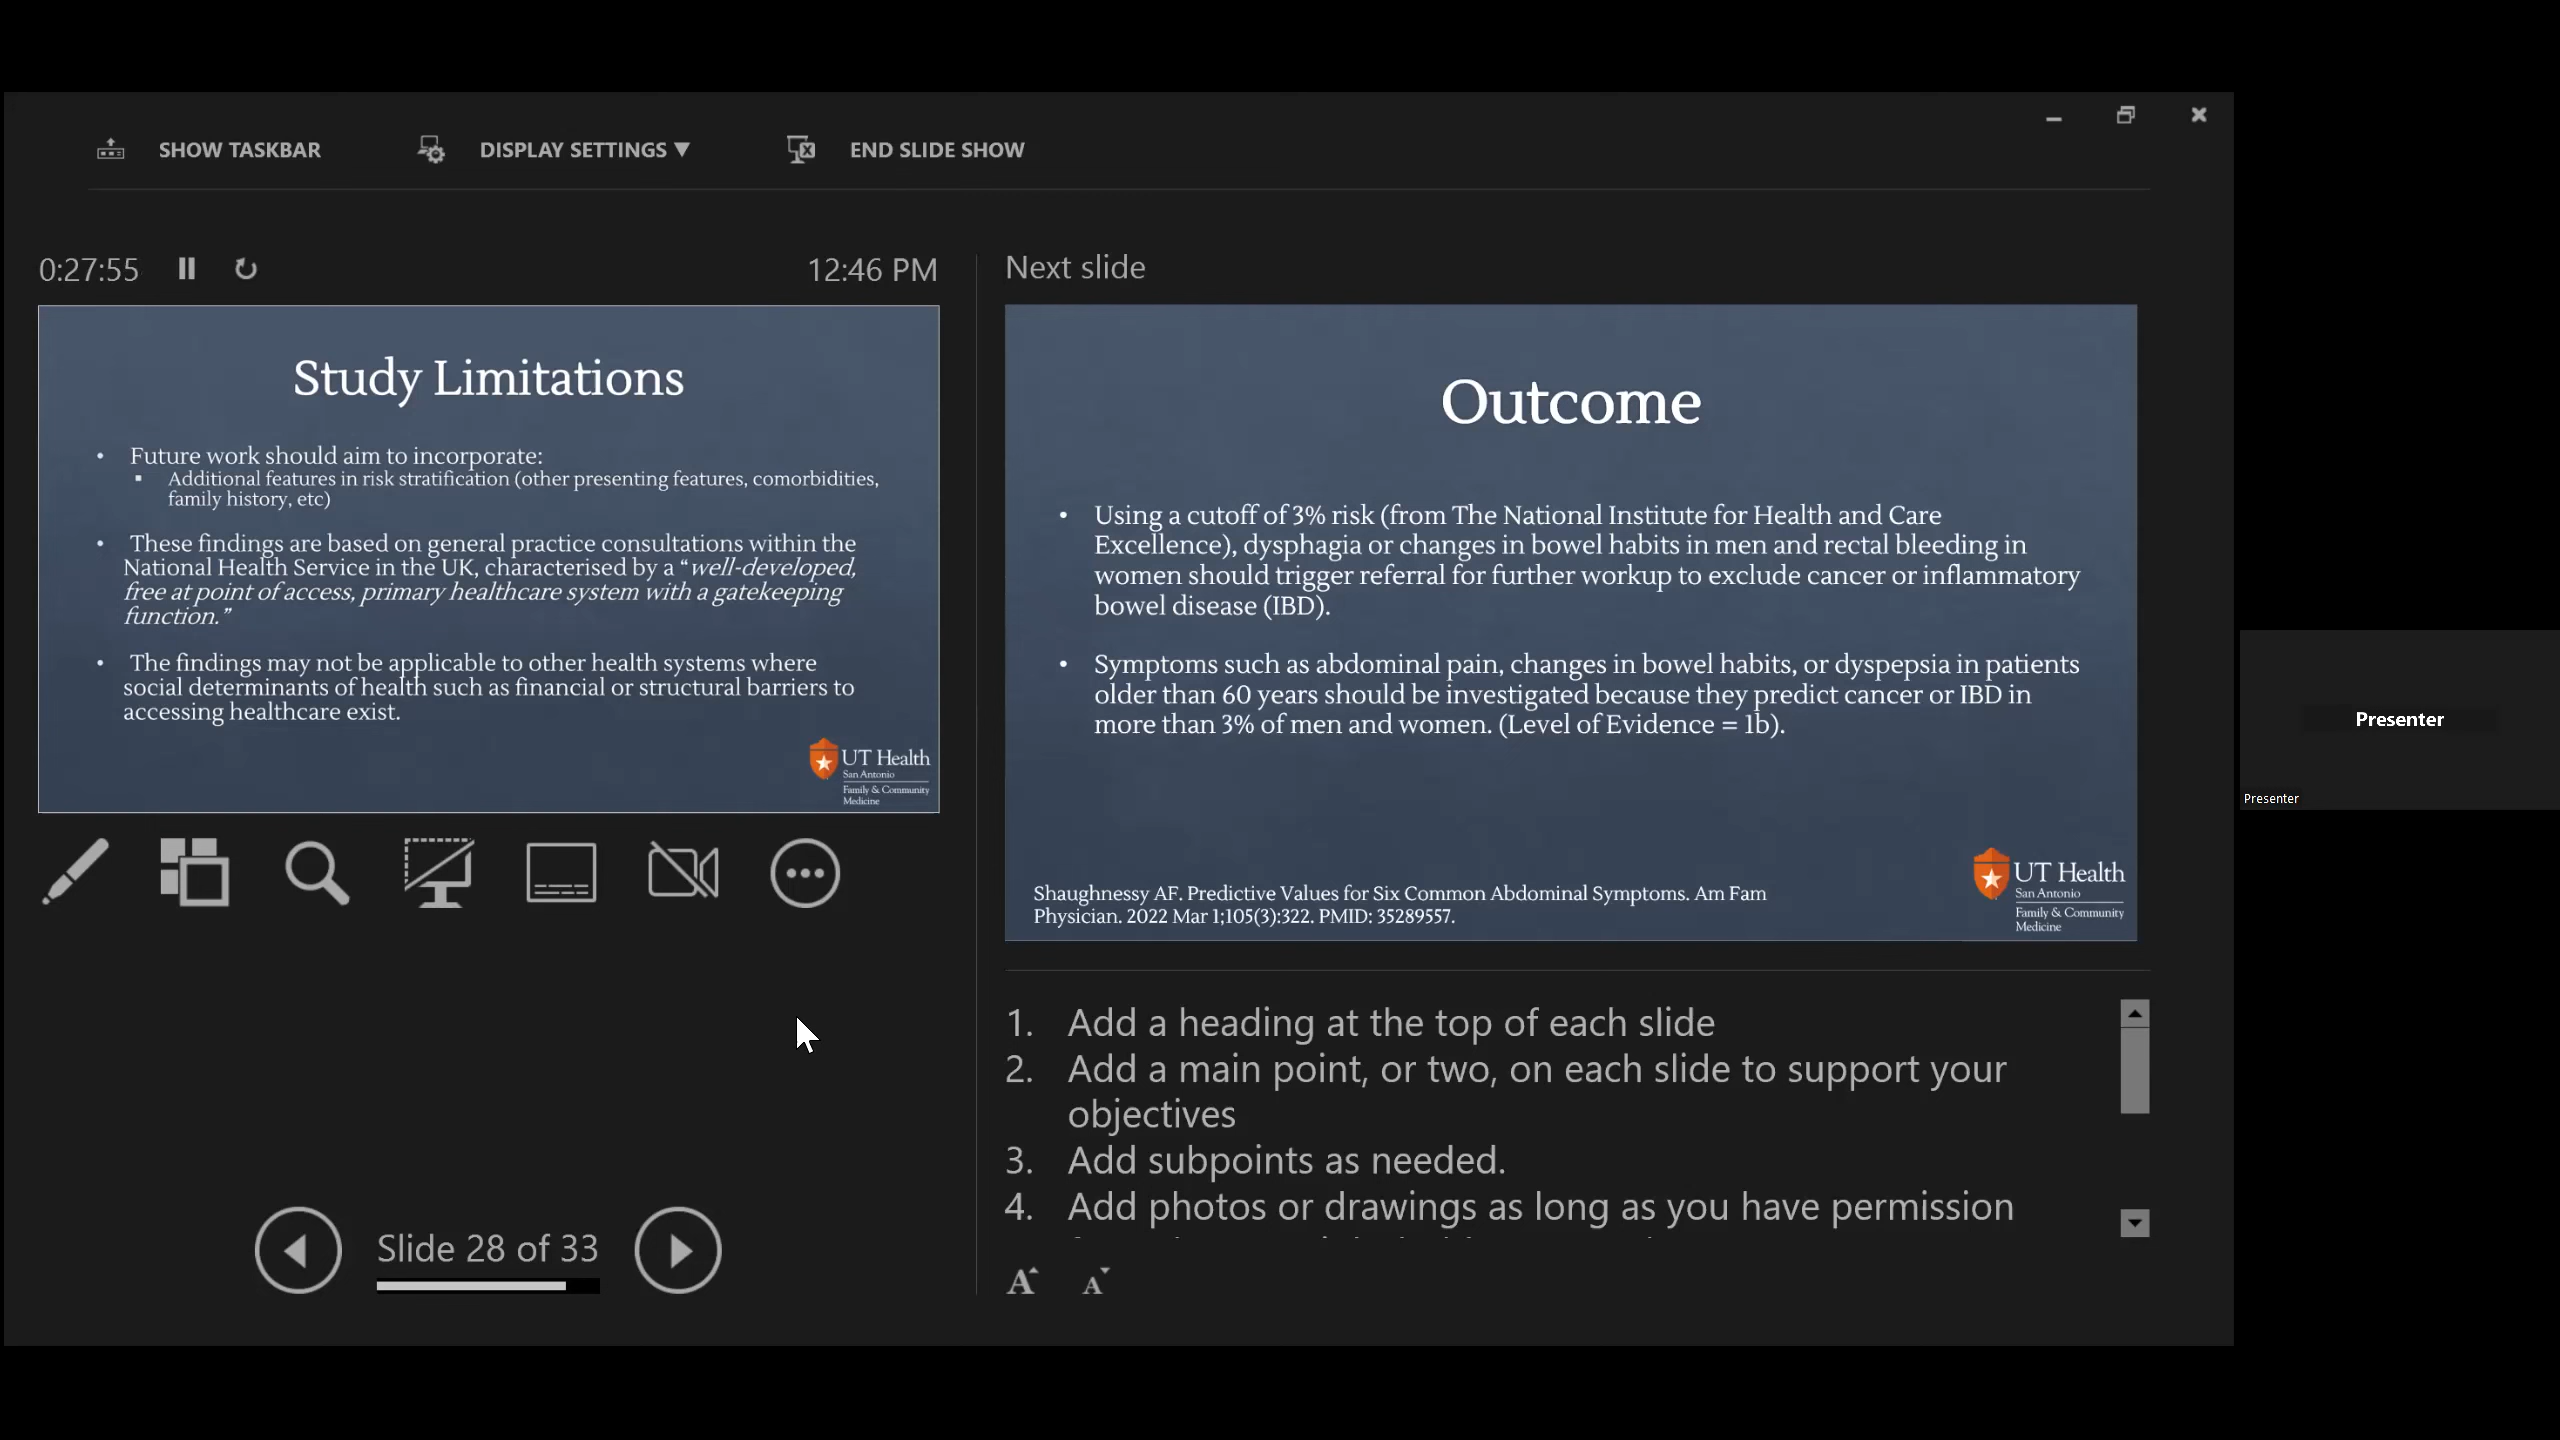 SHOW TASKBAR
DISPLAY SETTINGS ▼
END SLIDE SHOW
0:27:55
12:46 PM
Study Limitations
• Future work should aim to incorporate:
▪ Additional features in risk stratification (other presenting features, comorbidities,
family history, etc)
• These findings are based on general practice consultations within the
National Health Service in the UK, characterised by a “well-developed,
free at point of access, primary healthcare system with a gatekeeping
function.”
• The findings may not be applicable to other health systems where
social determinants of health such as financial or structural barriers to
accessing healthcare exist.
UT Health
San Antonio
Family & Community
Medicine
Slide 28 of 33
Next slide
Outcome
• Using a cutoff of 3% risk (from The National Institute for Health and Care
Excellence), dysphagia or changes in bowel habits in men and rectal bleeding in
women should trigger referral for further workup to exclude cancer or inflammatory
bowel disease (IBD).
• Symptoms such as abdominal pain, changes in bowel habits, or dyspepsia in patients
older than 60 years should be investigated because they predict cancer or IBD in
more than 3% of men and women. (Level of Evidence = 1b).
Shaughnessy AF. Predictive Values for Six Common Abdominal Symptoms. Am Fam
Physician. 2022 Mar 1;105(3):322. PMID: 35289557.
UT Health
San Antonio
Family & Community
Medicine
1. Add a heading at the top of each slide
2. Add a main point, or two, on each slide to support your
objectives
3. Add subpoints as needed.
4. Add photos or drawings as long as you have permission
A A
Presenter
Presenter